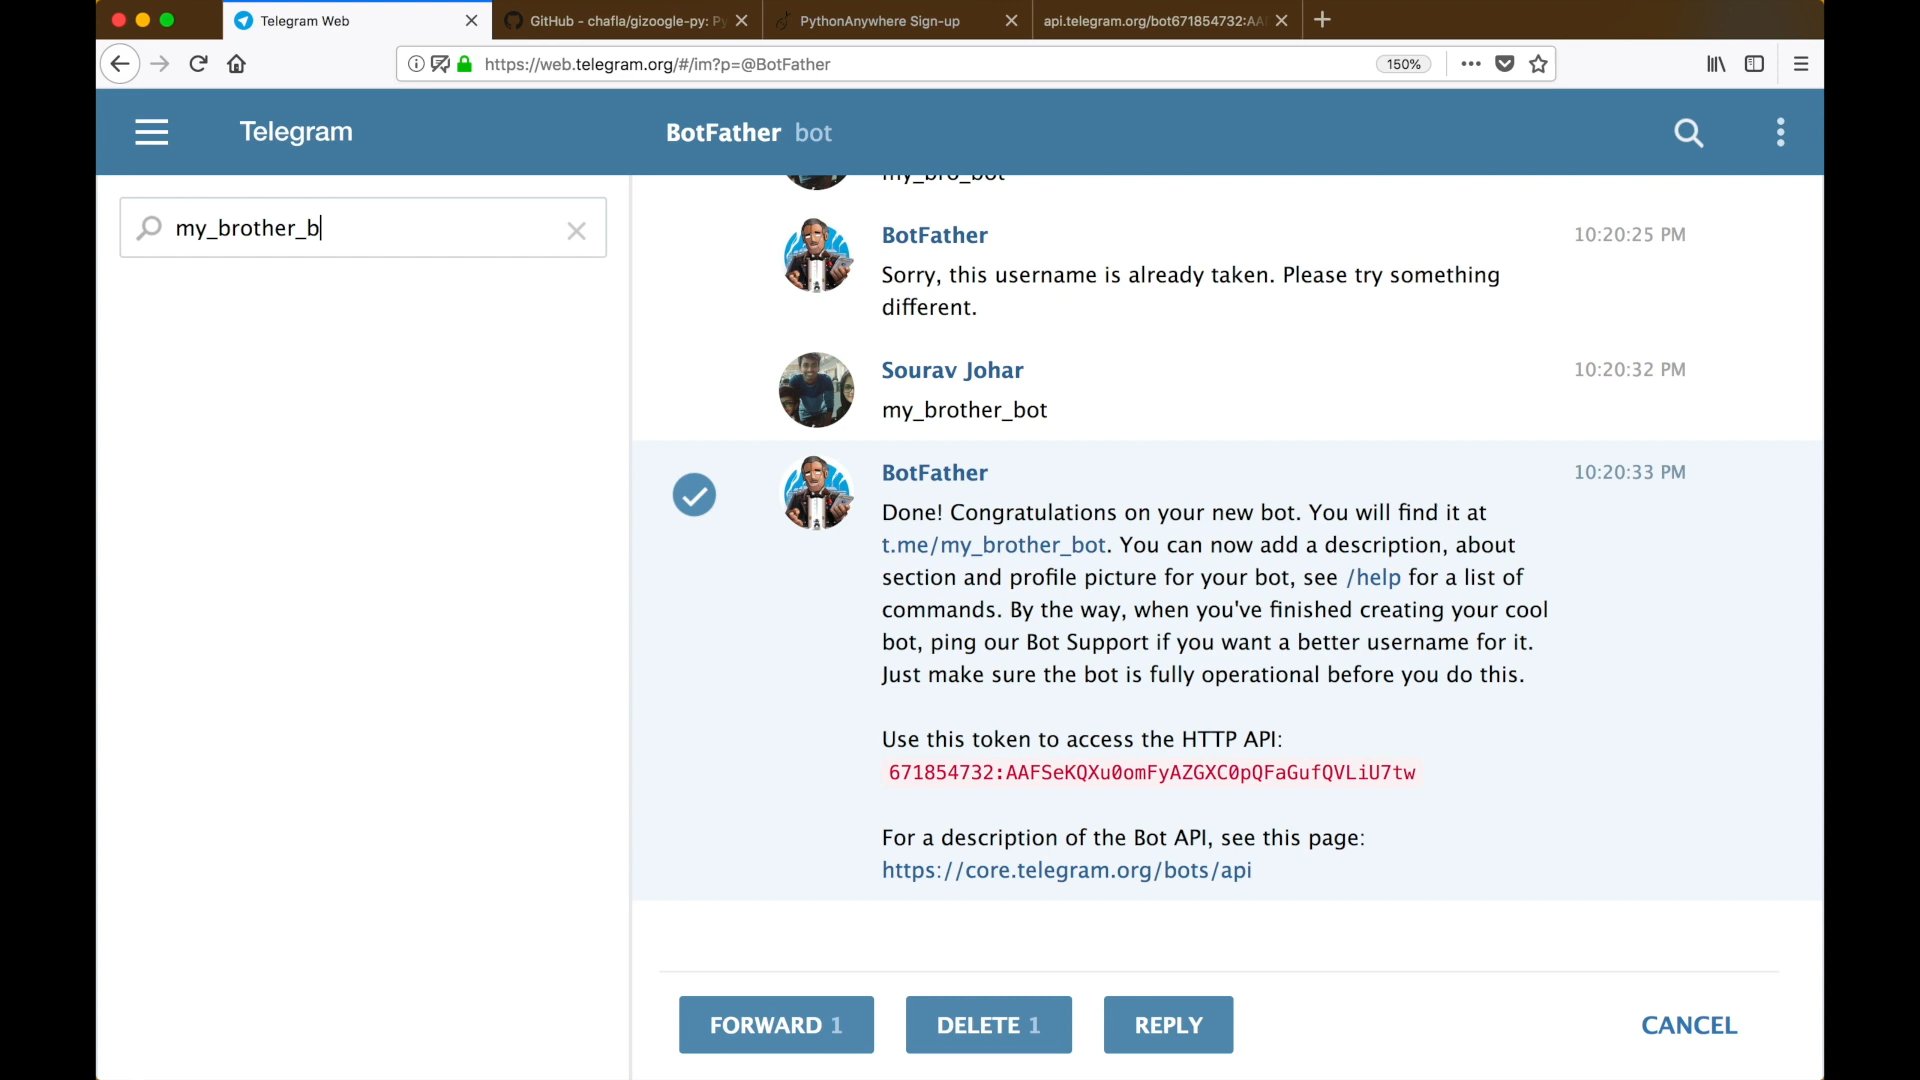 Telegram Web
GitHub - chafla/gizoogle-py: Py
PythonAnywhere Sign-up
api.telegram.org/bot671854732:AA
https://web.telegram.org/#/im?p=@BotFather
150%
Telegram
BotFather bot
my_brother_b
my_bro_bot
BotFather
10:20:25 PM
Sorry, this username is already taken. Please try something
different.
Sourav Johar
10:20:32 PM
my_brother_bot
BotFather
10:20:33 PM
Done! Congratulations on your new bot. You will find it at
t.me/my_brother_bot. You can now add a description, about
section and profile picture for your bot, see /help for a list of
commands. By the way, when you've finished creating your cool
bot, ping our Bot Support if you want a better username for it.
Just make sure the bot is fully operational before you do this.
Use this token to access the HTTP API:
671854732:AAFSeKQXu0omFyAZGXC0pQFaGufQVLiU7tw
For a description of the Bot API, see this page:
https://core.telegram.org/bots/api
FORWARD 1
DELETE 1
REPLY
CANCEL